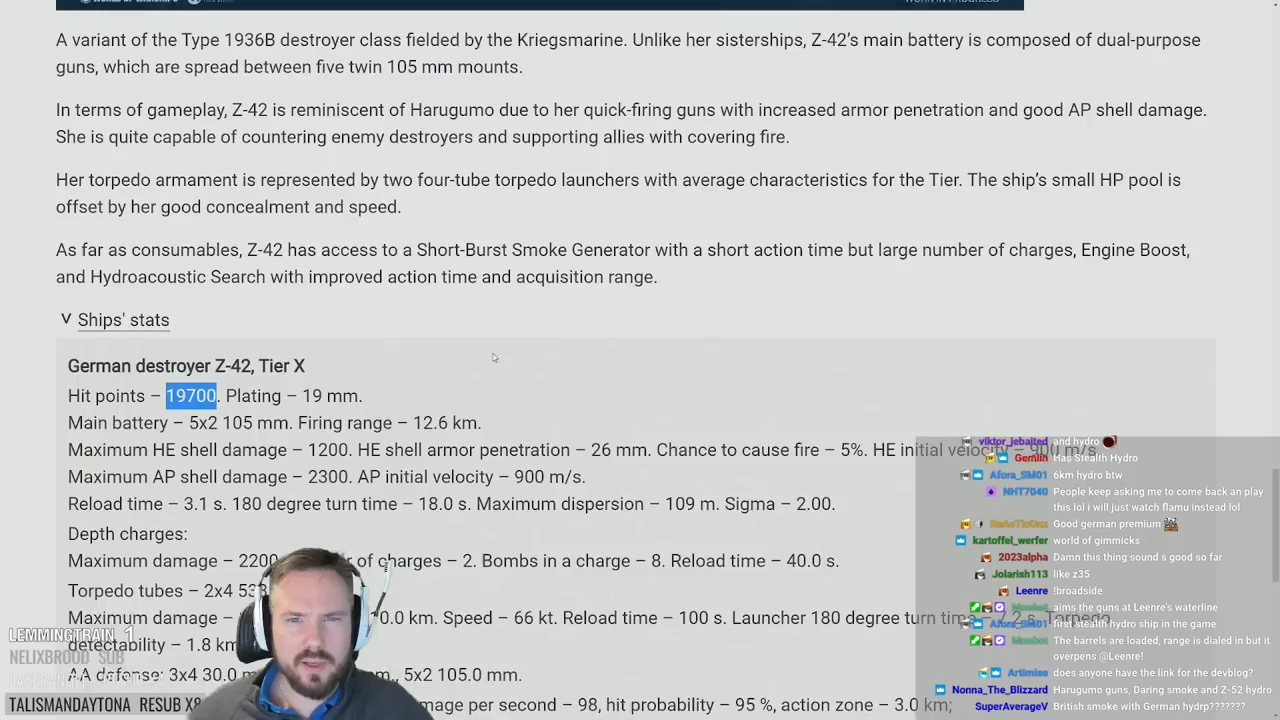 A variant of the Type 1936B destroyer class fielded by the Kriegsmarine. Unlike her sisterships, Z-42's main battery is composed of dual-purpose
guns, which are spread between five twin 105 mm mounts.
In terms of gameplay, Z-42 is reminiscent of Harugumo due to her quick-firing guns with increased armor penetration and good AP shell damage.
She is quite capable of countering enemy destroyers and supporting allies with covering fire.
Her torpedo armament is represented by two four-tube torpedo launchers with average characteristics for the Tier. The ship's small HP pool is
offset by her good concealment and speed.
As far as consumables, Z-42 has access to a Short-Burst Smoke Generator with a short action time but large number of charges, Engine Boost,
and Hydroacoustic Search with improved action time and acquisition range.
Ships' stats
German destroyer Z-42, Tier X
Hit points – 19700. Plating – 19 mm.
Main battery – 5x2 105 mm. Firing range – 12.6 km.
Maximum HE shell damage – 1200. HE shell armor penetration – 26 mm. Chance to cause fire – 5%. HE initial velocity – 900 m/s
Maximum AP shell damage – 2300. AP initial velocity – 900 m/s.
Reload time – 3.1 s. 180 degree turn time – 18.0 s. Maximum dispersion – 109 m. Sigma – 2.00.
Depth charges:
Maximum damage – 2200 of charges – 2. Bombs in a charge – 8. Reload time – 40.0 s.
Torpedo tubes – 2x4
Maximum damage – 0.0 km. Speed – 66 kt. Reload time – 100 s. Launcher 180 degree turn time Torpedo
detectability – 1.8 km
AA defense: 3x4 30.0 5x2 105.0 mm.
damage per second – 98, hit probability – 95 %, action zone – 3.0 km;
viktor_jebaited and hydro
Gemlin Has Stealth Hydro
Afora_SM01 6km hydro btw
NHT7040 People keep asking me to come back an play
this lol i will just watch flamu instead lol
Good german premium
kartoffel_werfer world of gimmicks
2023alpha Damn this thing sound s good so far
Jolarish113 like z35
Leenre !broadside
aims the guns at Leenre's waterline
Afora_SM01 first stealth hydro ship in the game
The barrels are loaded, range is dialed in but it
overpens @Leenre!
Artimise does anyone have the link for the devblog?
Nonna_The_Blizzard Harugumo guns, Daring smoke and Z-52 hydro
SuperAverageV British smoke with German hydrp???????
LEMMINGTRAIN 1
NELIXBROOD SUB
TALISMANDAYTONA RESUB X8